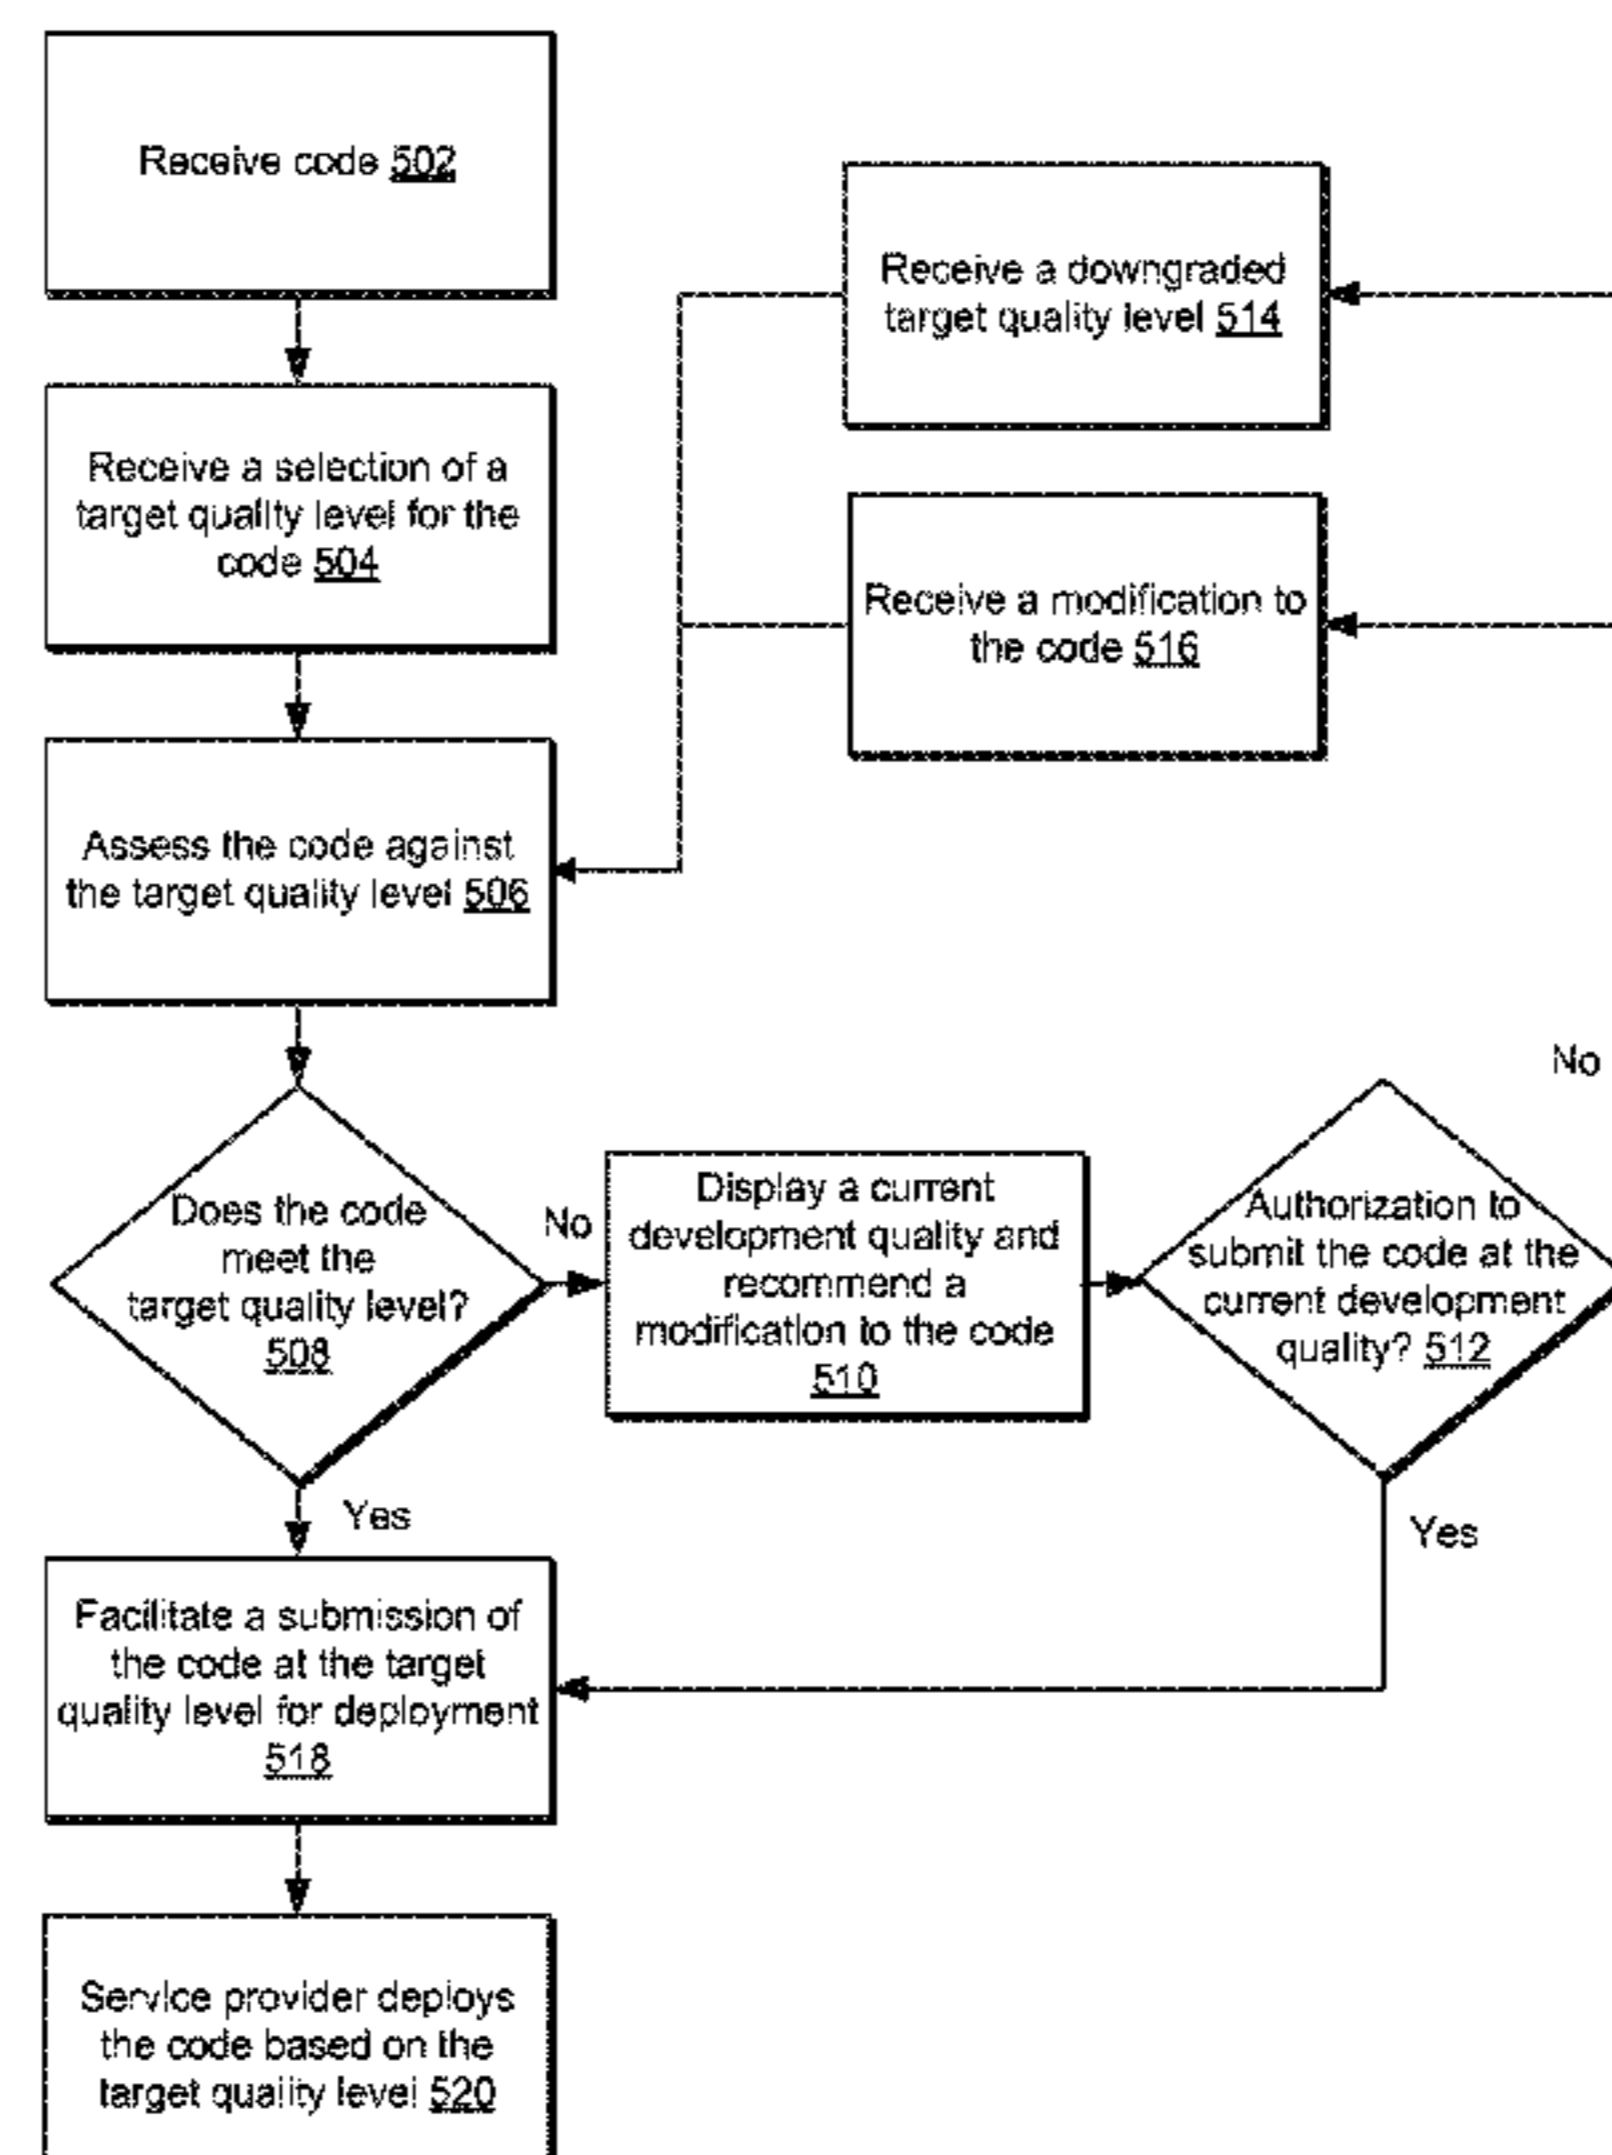 Receive code 502
Receive a selection of a
target quality level for the
code 504
Assess the code against
the target quality level 506
Does the code
meet the
target quality level?
508
No
Yes
Display a current
development quality and
recommend a
modification to the code
510
Authorization to
submit the code at the
current development
quality? 512
No
Yes
Receive a downgraded
target quality level 514
Receive a modification to
the code 516
Facilitate a submission of
the code at the target
quality level for deployment
518
Service provider deploys
the code based on the
target quality level 520